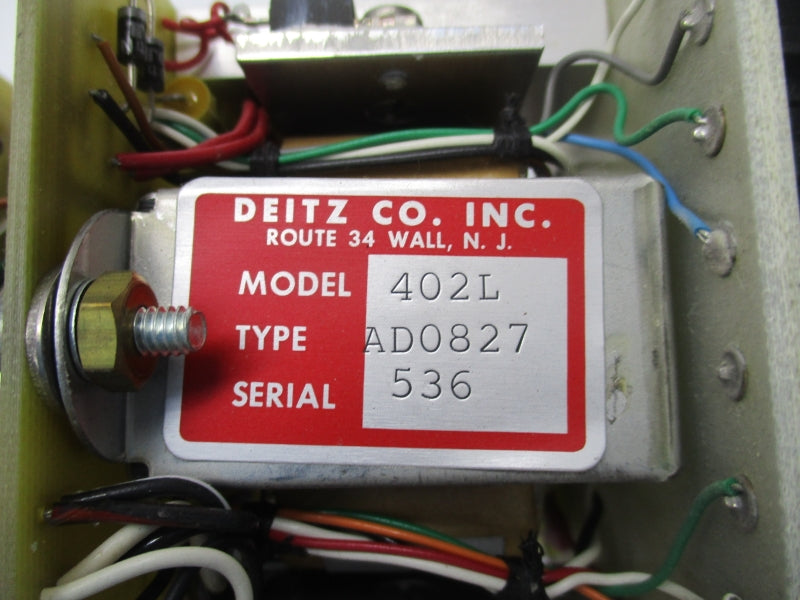 DEITZ CO. INC.
ROUTE 34 WALL, N. J.
MODEL 402L
TYPE AD0827
SERIAL 536